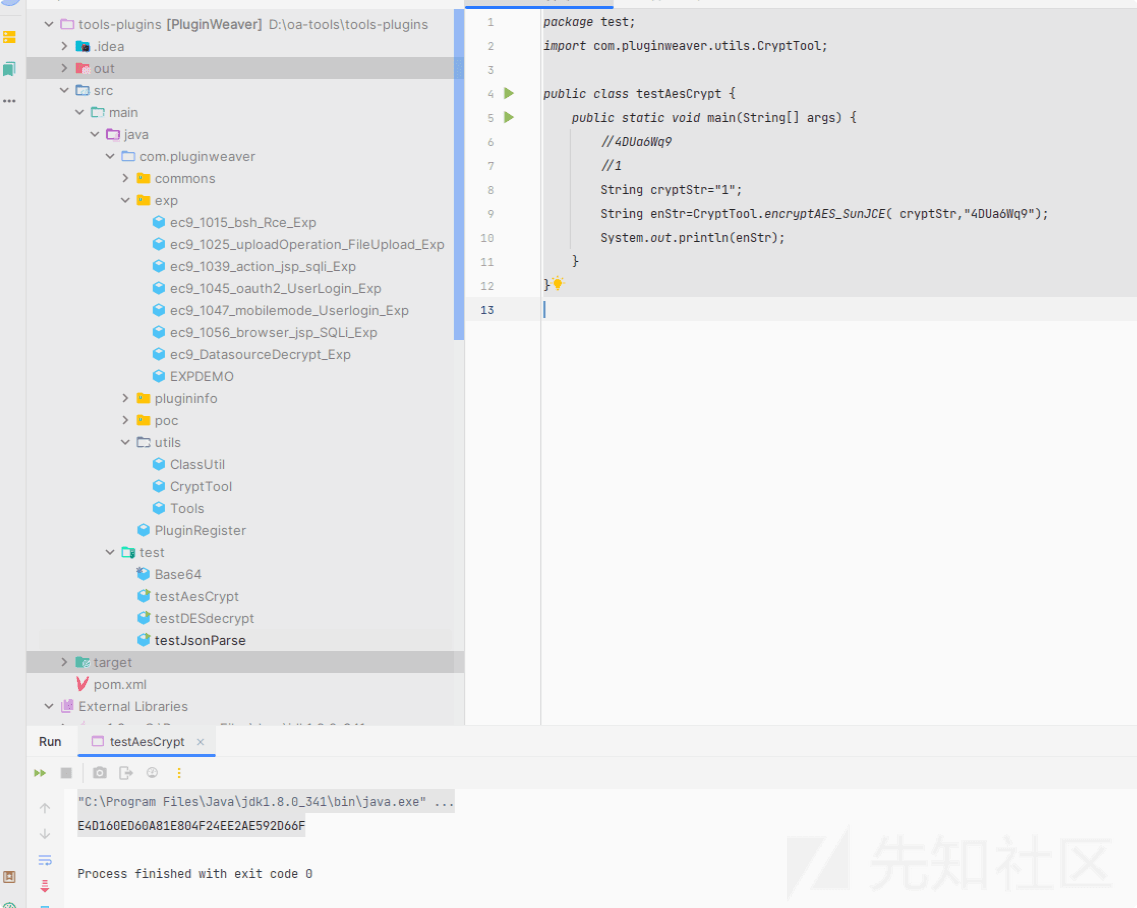 tools-plugins [PluginWeaver] D:\oa-tools\tools-plugins
.idea
out
src
main
java
com.pluginweaver
commons
exp
ec9_1015_bsh_Rce_Exp
ec9_1025_uploadOperation_FileUpload_Exp
ec9_1039_action_jsp_sqli_Exp
ec9_1045_oauth2_UserLogin_Exp
ec9_1047_mobilemode_Userlogin_Exp
ec9_1056_browser_jsp_SQLi_Exp
ec9_DatasourceDecrypt_Exp
EXPDEMO
plugininfo
poc
utils
ClassUtil
CryptTool
Tools
PluginRegister
test
Base64
testAesCrypt
testDESdecrypt
testJsonParse
target
pom.xml
External Libraries
1 package test;
2 import com.pluginweaver.utils.CryptTool;
3
4 public class testAesCrypt {
5 public static void main(String[] args) {
6 //4DUa6Wq9
7 //1
8 String cryptStr="1";
9 String enStr=CryptTool.encryptAES_SunJCE( cryptStr,"4DUa6Wq9");
10 System.out.println(enStr);
11 }
12 }
13
Run testAesCrypt
"C:\Program Files\Java\jdk1.8.0_341\bin\java.exe" ...
E4D160ED60A81E804F24EE2AE592D66F
Process finished with exit code 0
先知社区